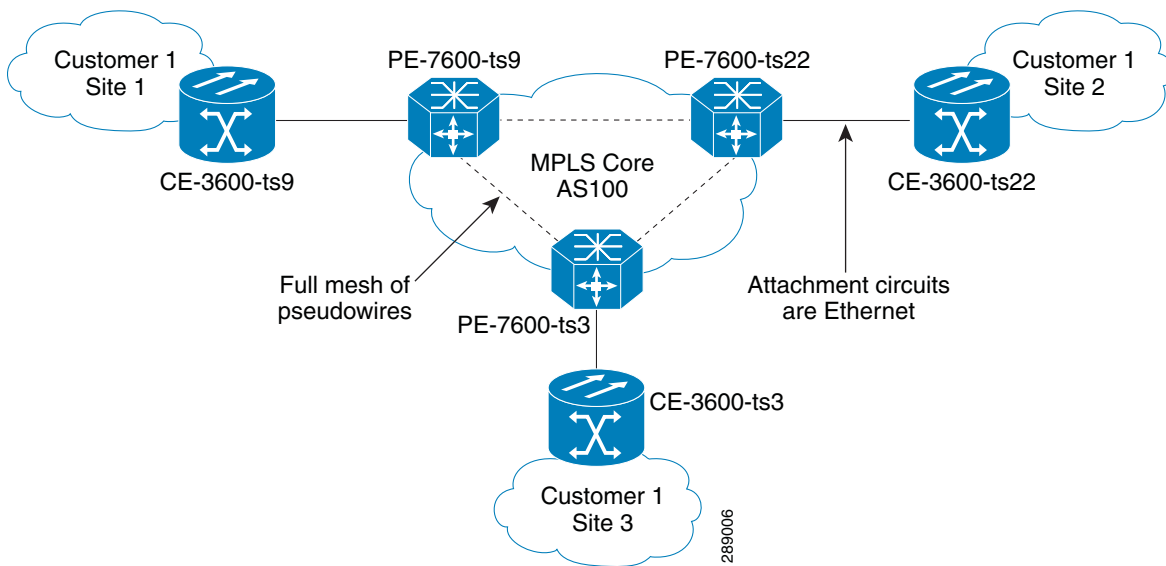 Customer 1
Site 1
PE-7600-ts9
PE-7600-ts22
Customer 1
Site 2
CE-3600-ts9
MPLS Core
AS100
CE-3600-ts22
Full mesh of
pseudowires
Attachment circuits
are Ethernet
PE-7600-ts3
CE-3600-ts3
Customer 1
Site 3
289006